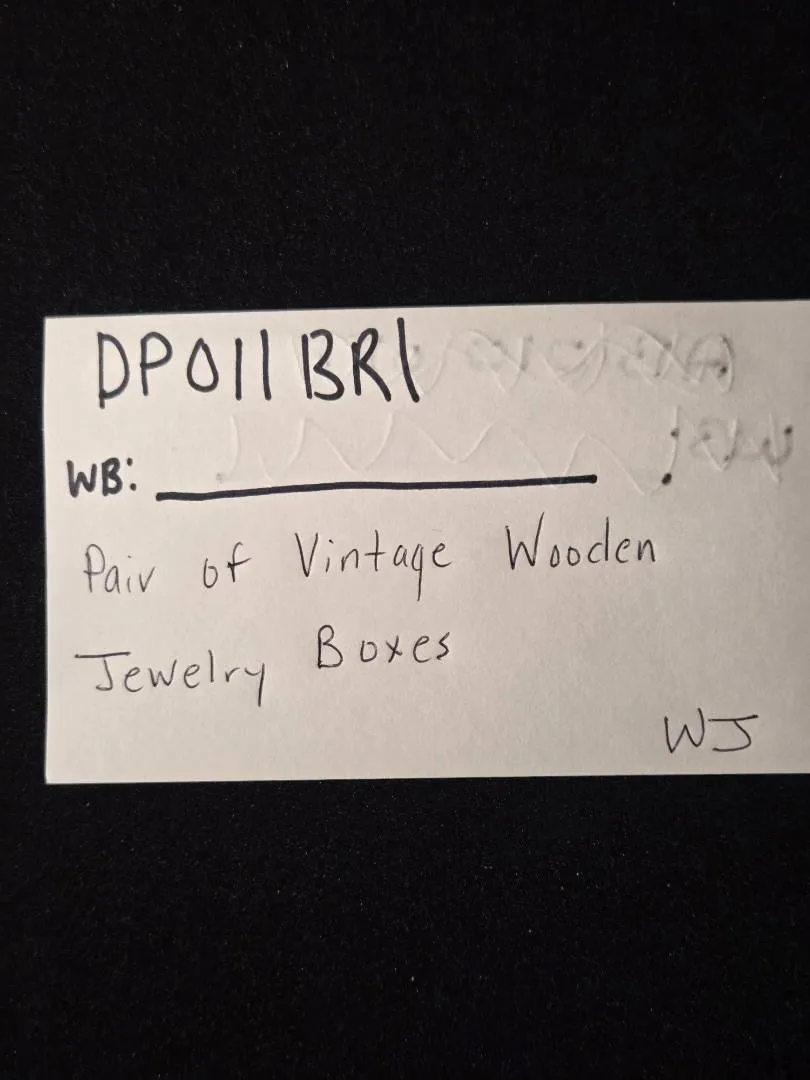 DP011BR1
WB:
Pair of Vintage Wooden
Jewelry Boxes
WJ